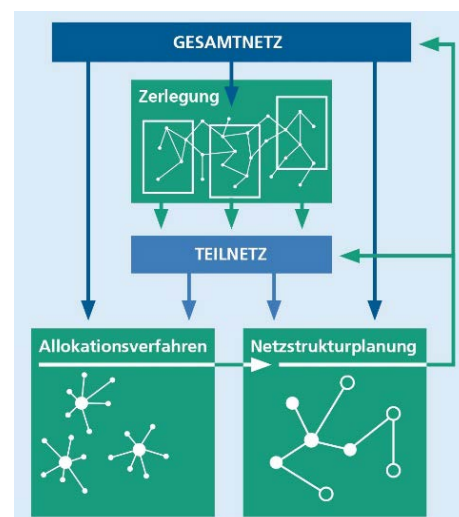 GESAMTNETZ
Zerlegung
TEILNETZ
Allokationsverfahren
Netzstrukturplanung